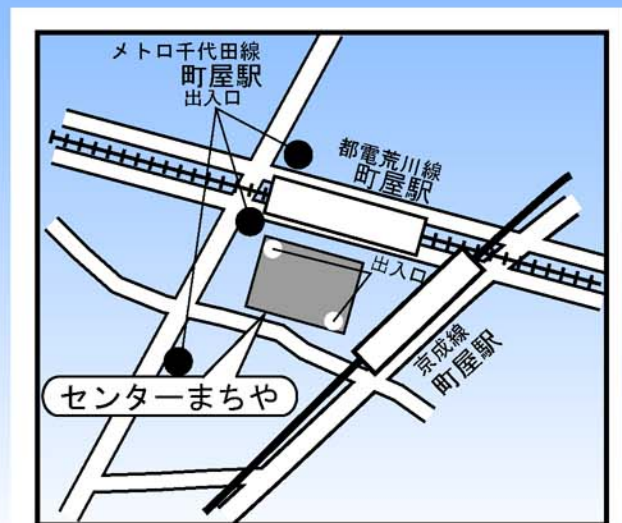 メトロ千代田線
町屋駅
出入口
都電荒川線
町屋駅
出入口
京成線
町屋駅
センターまちや